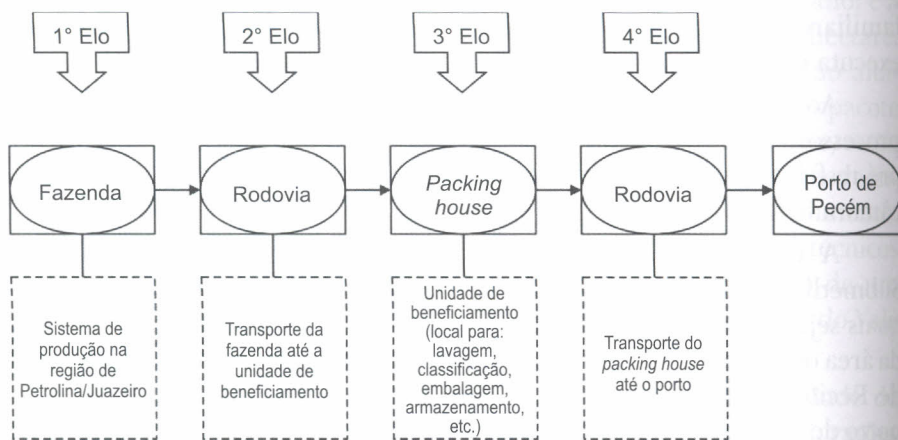 1° Elo
2° Elo
3° Elo
4° Elo
Fazenda
Rodovia
Packing
house
Rodovia
Porto de
Pecém
Sistema de
produção na
região de
Petrolina/Juazeiro
Transporte da
fazenda até a
unidade de
beneficiamento
Unidade de
beneficiamento
(local para:
lavagem,
classificação,
embalagem,
armazenamento,
etc.)
Transporte do
packing house
até o porto